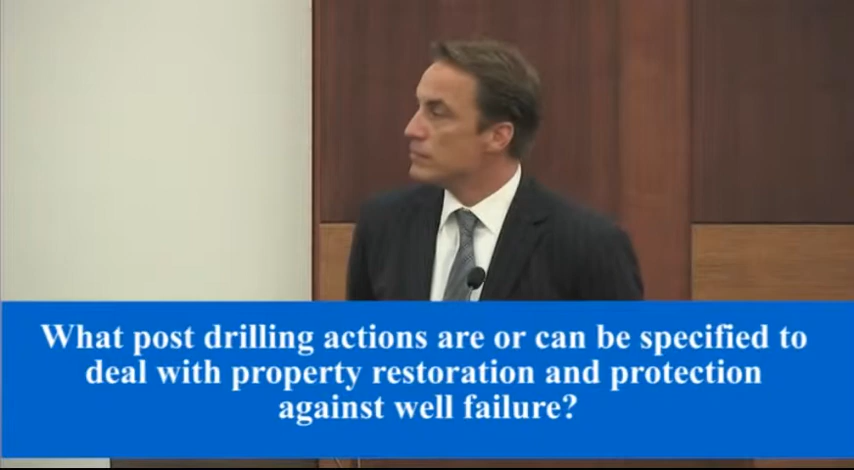 What post drilling actions are or can be specified to
deal with property restoration and protection
against well failure?